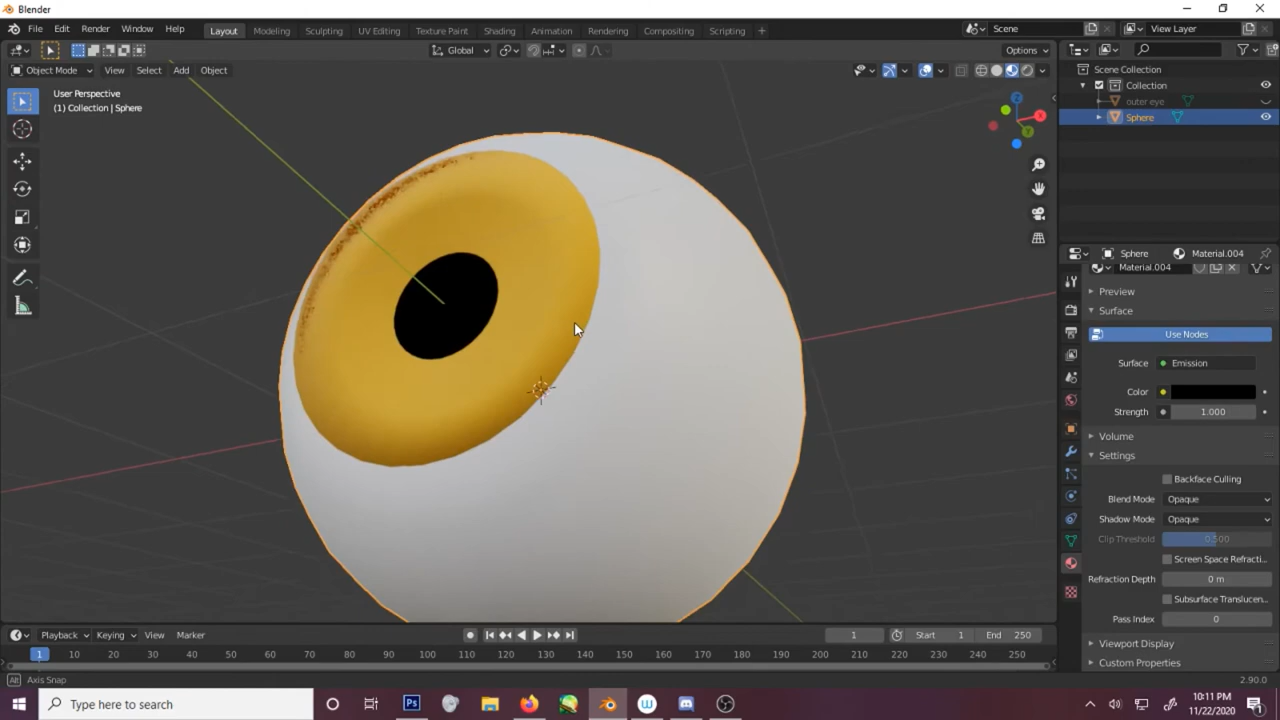 Blender
File Edit Render Window Help Layout Modeling Sculpting UV Editing Texture Paint Shading Animation Rendering Compositing Scripting + Scene View Layer
Global Options
Object Mode View Select Add Object
User Perspective
(1) Collection | Sphere
Z
X
Y
Scene Collection
Collection
outer eye
Sphere
Sphere Material.004
Material.004
Preview
Surface
Use Nodes
Surface Emission
Color
Strength 1.000
Volume
Settings
Backface Culling
Blend Mode Opaque
Shadow Mode Opaque
Clip Threshold 0.500
Screen Space Refracti...
Refraction Depth 0 m
Subsurface Translucen...
Pass Index 0
Viewport Display
Custom Properties
Playback Keying View Marker 1 Start 1 End 250
1 10 20 30 40 50 60 70 80 90 100 110 120 130 140 150 160 170 180 190 200 210 220 230 240 250
Alt Axis Snap 2.90.0
Type here to search Ps 10:11 PM
11/22/2020